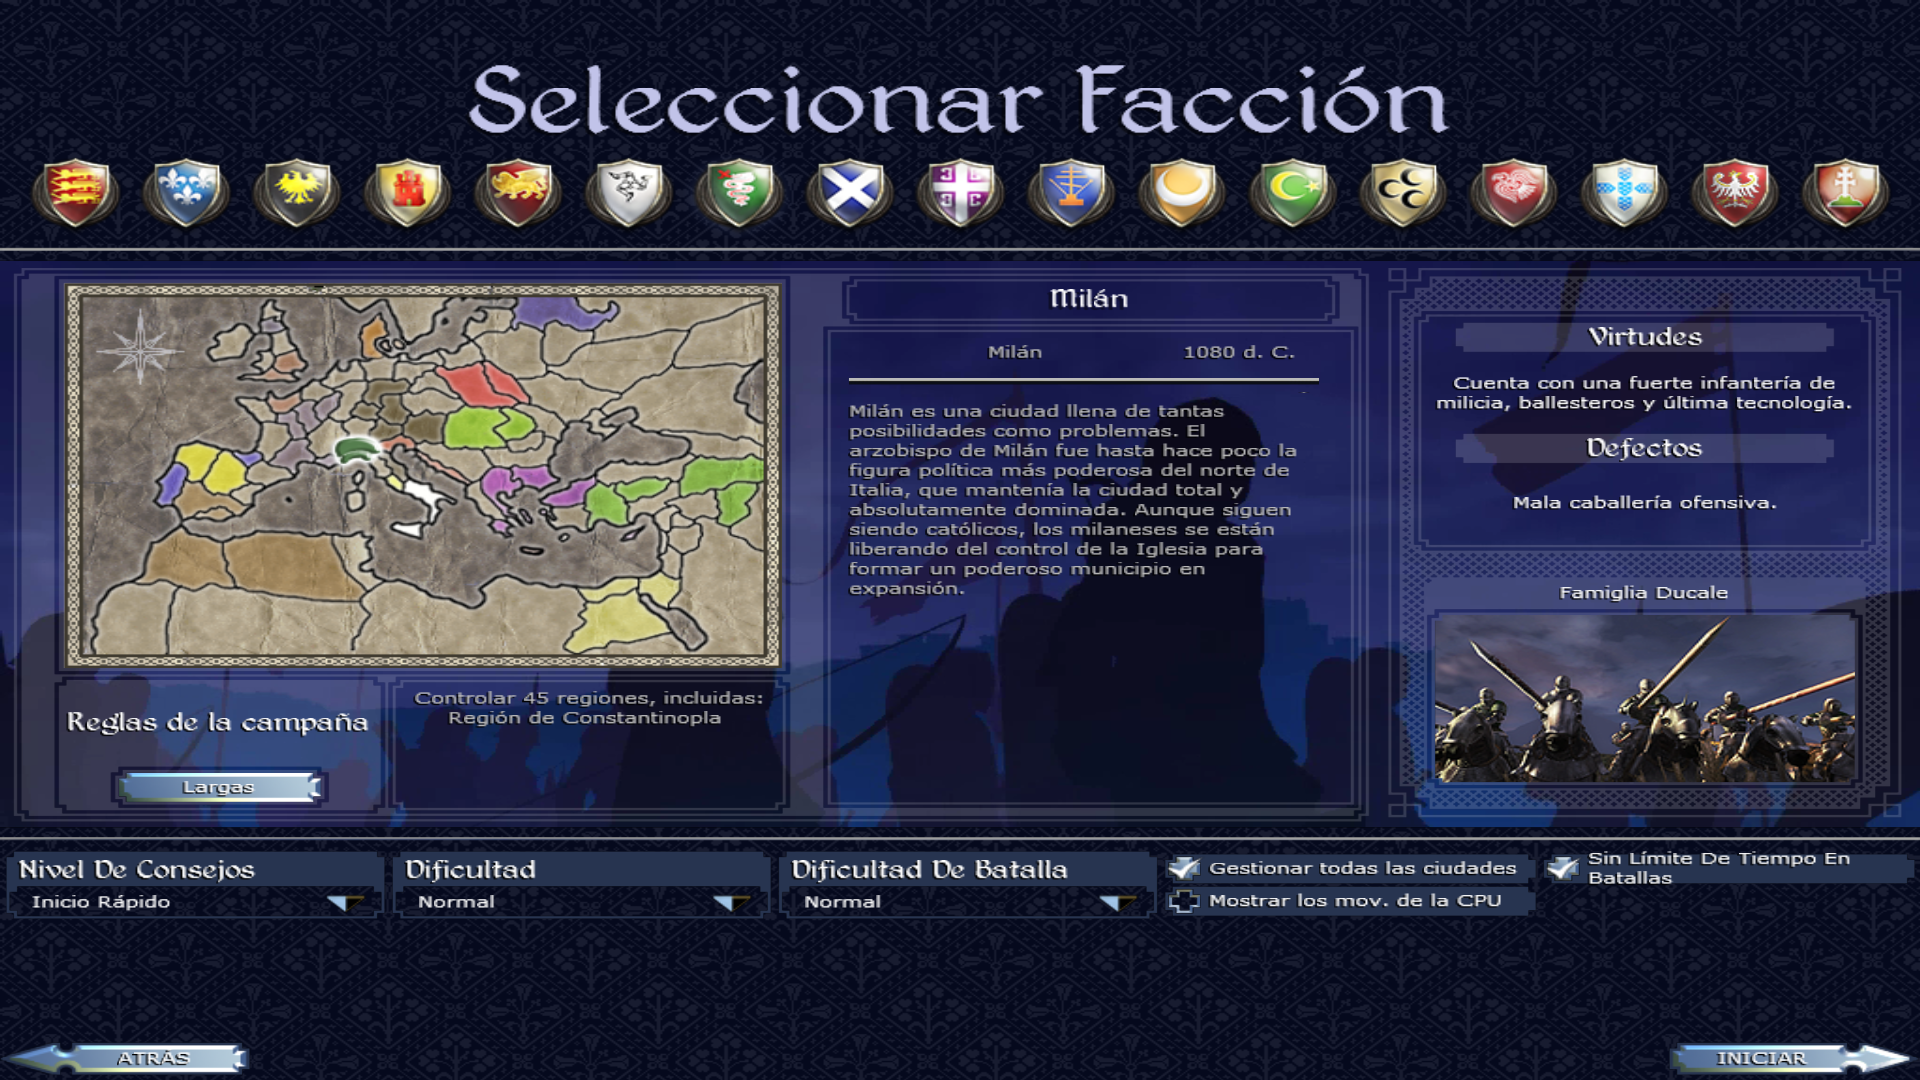 Seleccionar Facción
Milán
Milán 1080 d. C.
Milán es una ciudad llena de tantas
posibilidades como problemas. El
arzobispo de Milán fue hasta hace poco la
figura política más poderosa del norte de
Italia, que mantenía la ciudad total y
absolutamente dominada. Aunque siguen
siendo católicos, los milaneses se están
liberando del control de la Iglesia para
formar un poderoso municipio en
expansión.
Virtudes
Cuenta con una fuerte infantería de
milicia, ballesteros y última tecnología.
Defectos
Mala caballería ofensiva.
Famiglia Ducale
Reglas de la campaña
Largas
Controlar 45 regiones, incluidas:
Región de Constantinopla
Nivel De Consejos
Inicio Rápido
Dificultad
Normal
Dificultad De Batalla
Normal
Gestionar todas las ciudades
Mostrar los mov. de la CPU
Sin Límite De Tiempo En
Batallas
ATRÁS
INICIAR